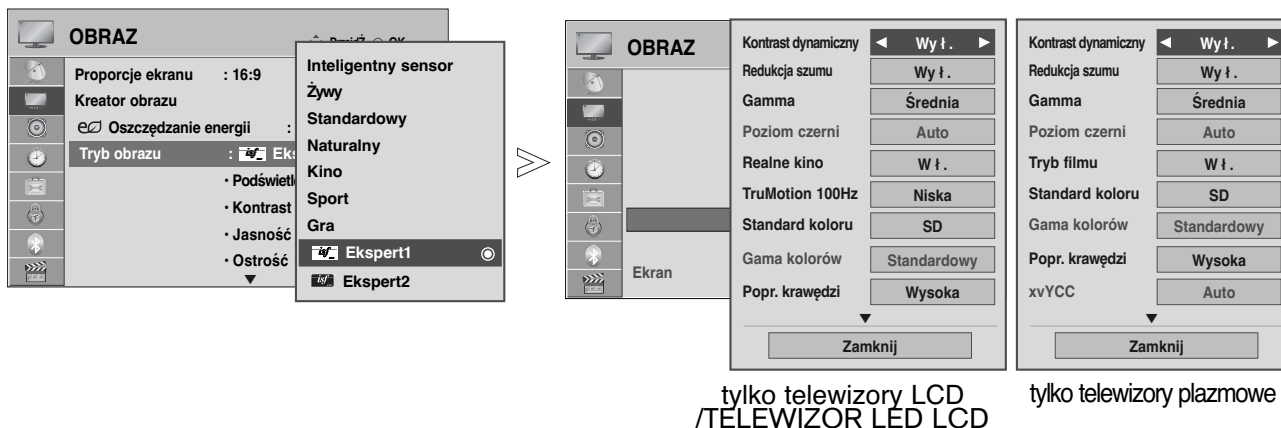 OBRAZ
Proporcje ekranu : 16:9
Kreator obrazu
Oszczędzanie energii :
Tryb obrazu :
• Kontrast
• Jasność
• Ostrość
▼
Inteligentny sensor
Żywy
Standardowy
Naturalny
Kino
Sport
Gra
Ekspert1
Ekspert2
OBRAZ
Ekran
Kontrast dynamiczny ◄ Wył. ►
Redukcja szumu Wył.
Gamma Średnia
Poziom czerni Auto
Realne kino Wł.
TruMotion 100Hz Niska
Standard koloru SD
Gama kolorów Standardowy
Popr. krawędzi Wysoka
▼
Zamknij
tylko telewizory LCD
/TELEWIZOR LED LCD
Kontrast dynamiczny ◄ Wył. ►
Redukcja szumu Wył.
Gamma Średnia
Poziom czerni Auto
Tryb filmu Wł.
Standard koloru SD
Gama kolorów Standardowy
Popr. krawędzi Wysoka
xvYCC Auto
▼
Zamknij
tylko telewizory plazmowe